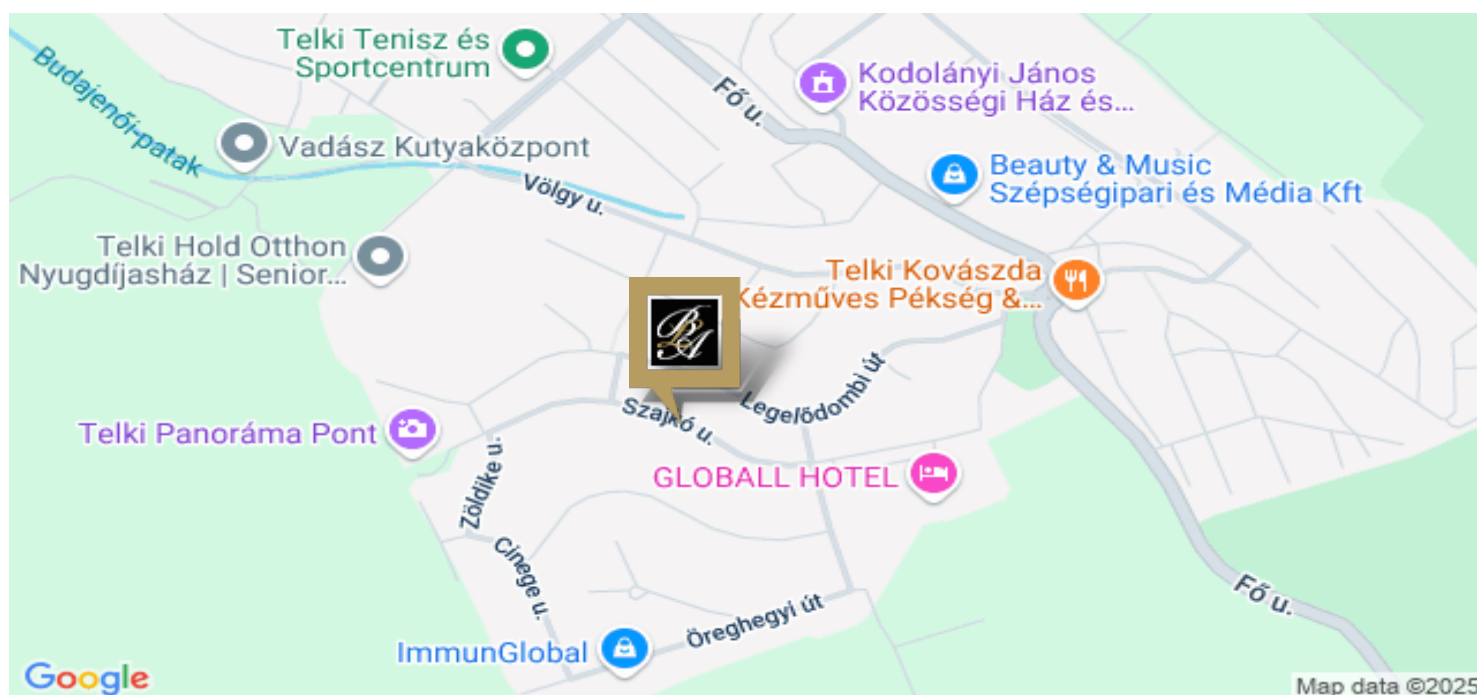 Telki Tenisz és
Sportcentrum
Budajenői-patak
Vadász Kutyaközpont
Fő u.
Kodolányi János
Közösségi Ház és...
Beauty & Music
Szépségipari és Média Kft
Völgy u.
Telki Hold Otthon
Nyugdíjasház | Senior...
Telki Kovászda
Kézműves Pékség &...
BLA
Legelődombi út
Szajkó u.
Telki Panoráma Pont
GLOBALL HOTEL
Zöldike u.
Cinege u.
Fő u.
Öreghegyi út
ImmunGlobal
Google
Map data ©2025